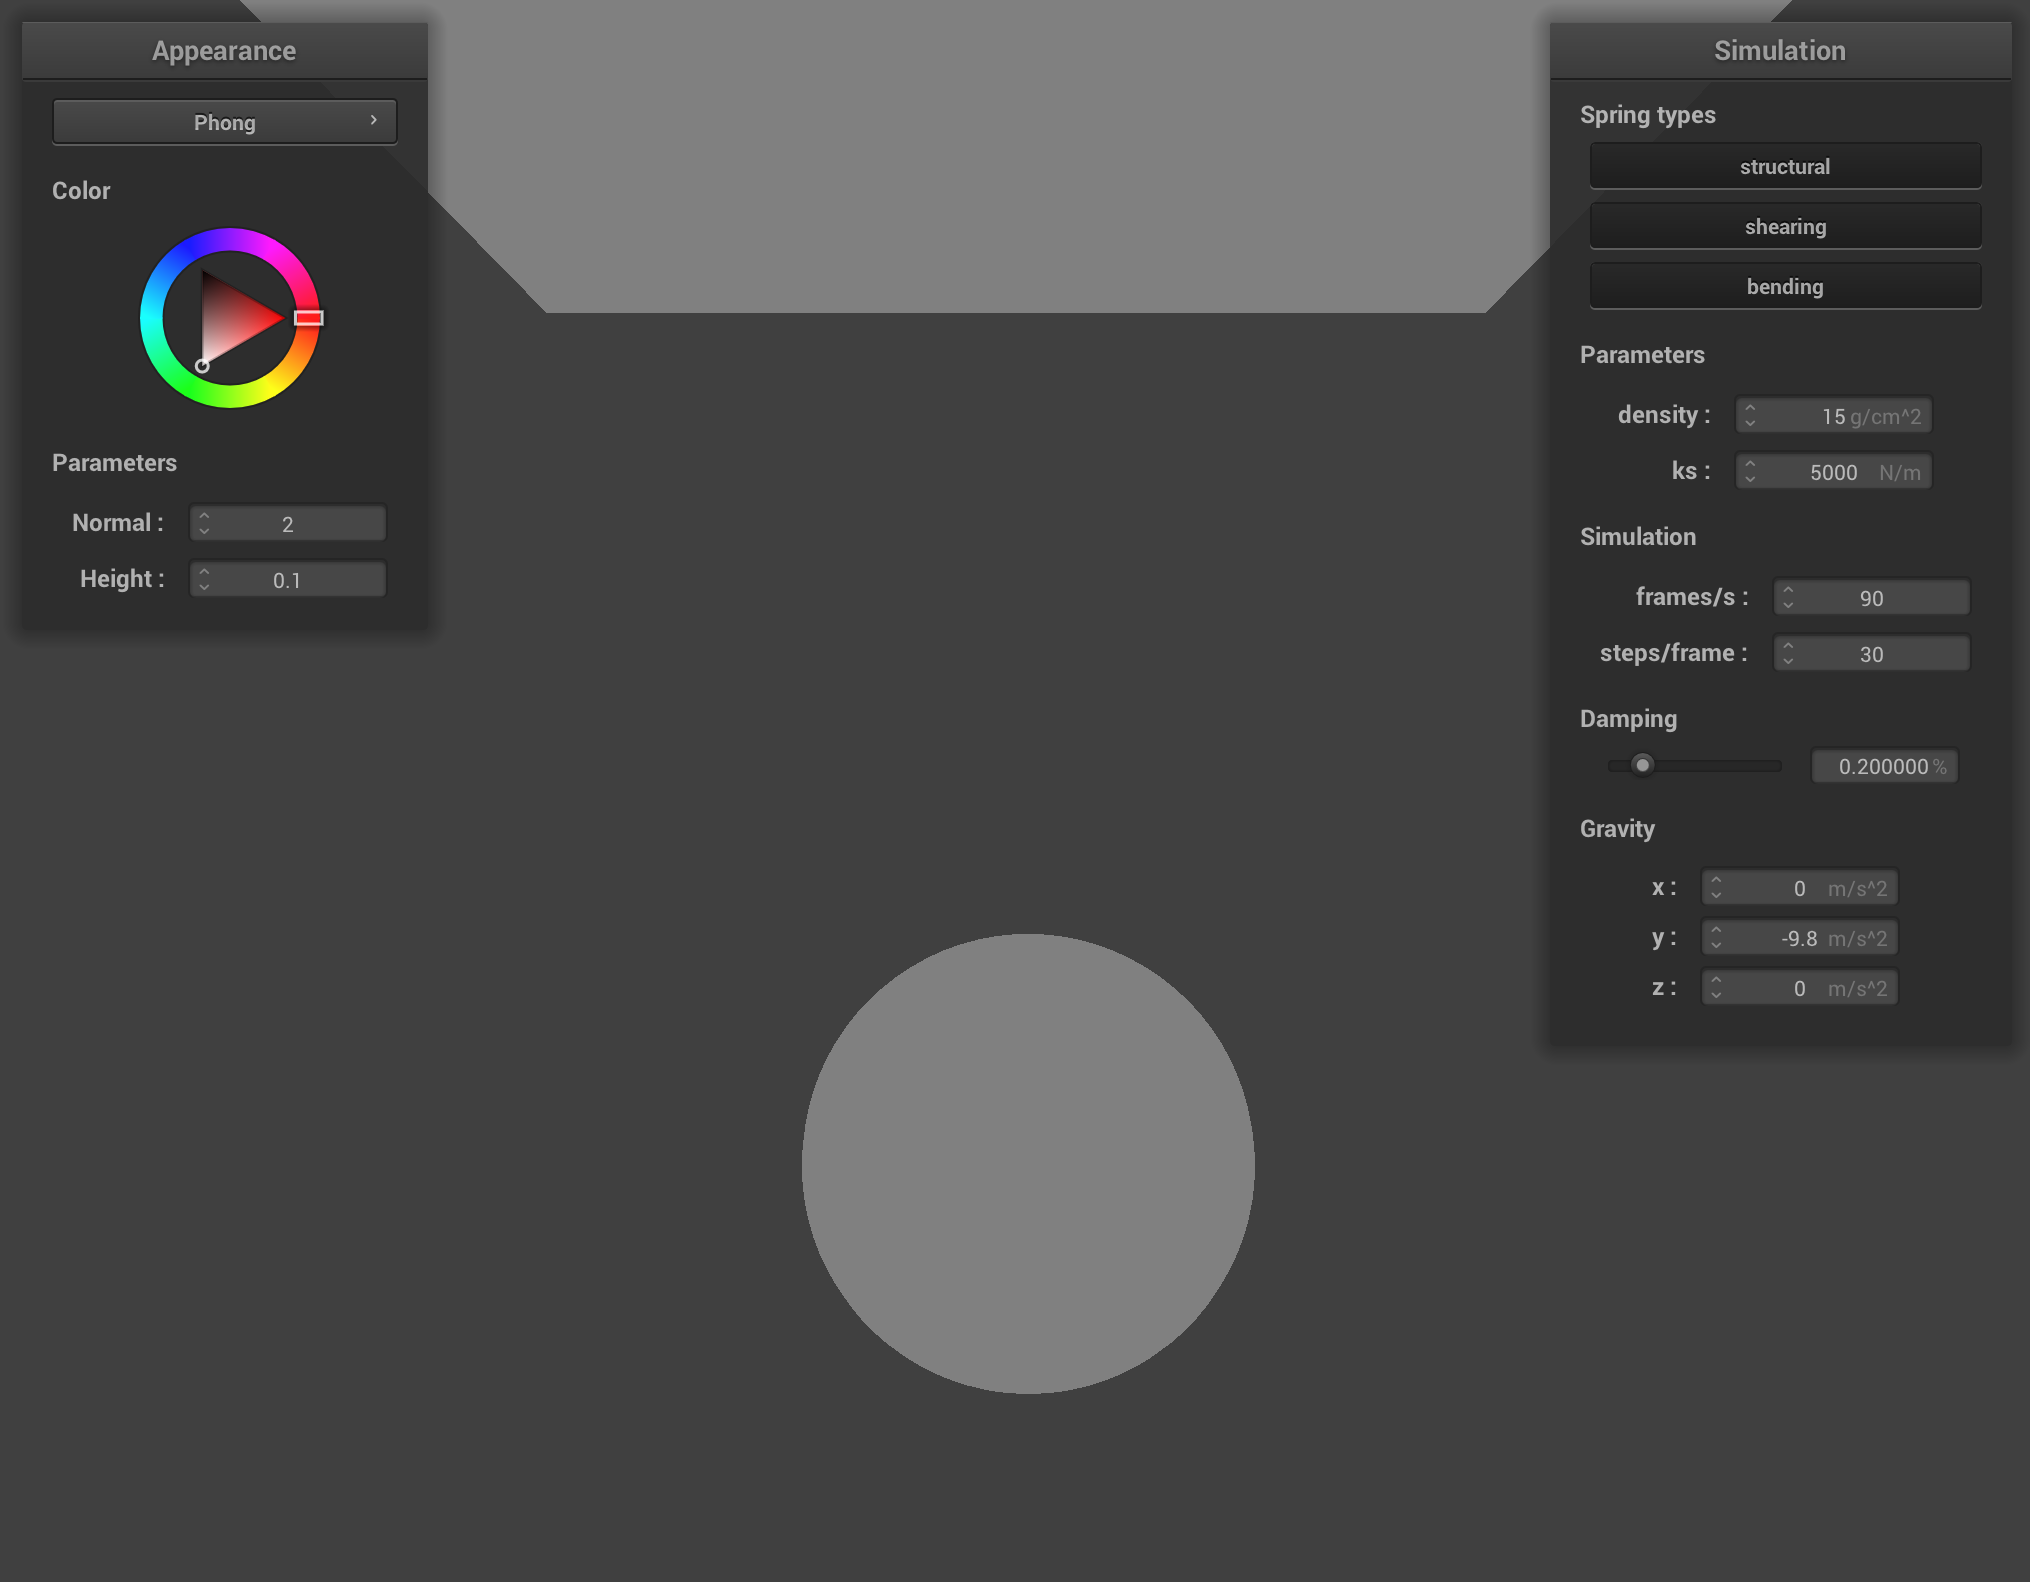 Appearance
Phong
Color
Parameters
Normal : 2
Height : 0.1
Simulation
Spring types
structural
shearing
bending
Parameters
density : 15 g/cm^2
ks : 5000 N/m
Simulation
frames/s : 90
steps/frame : 30
Damping
0.200000 %
Gravity
x : 0 m/s^2
y : -9.8 m/s^2
z : 0 m/s^2